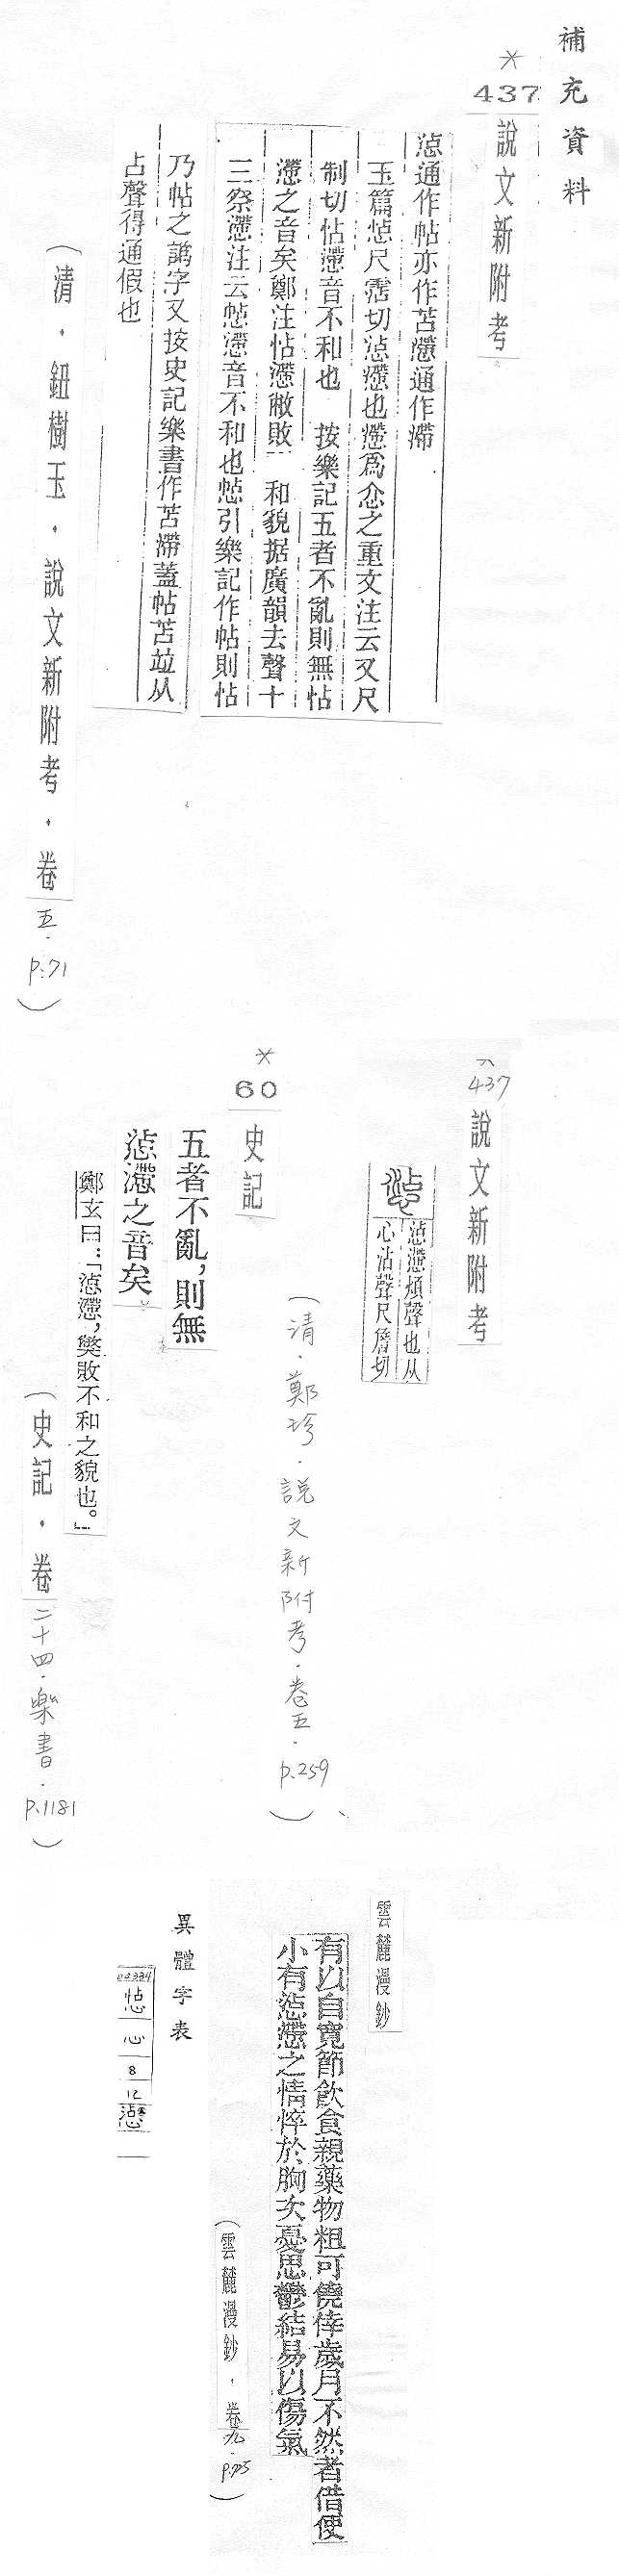 補充資料
*
437
說文新附考
惉通作怗亦作苫懘通作滯
玉篇惉尺霑切惉懘也懘爲忿之重文注云又尺
制切怗懘音不和也 按樂記五者不亂則無怗
懘之音矣鄭注怗懘敝敗 和貌据廣韻去聲十
三祭懘注云惉懘音不和也惉引樂記作帖則怗
乃帖之譌字又按史記樂書作苫滯蓋帖苫竝从
占聲得通假也
(清.鈕樹玉.說文新附考.卷五.P.71)
437
說文新附考
惉
惉懘煩聲也从
心沾聲尺詹切
(清.鄭珍.說文新附考.卷五.P.259)
*
60
史記
五者不亂，則無
惉懘之音矣
鄭玄曰：「惉懘，獘敗不和之貌也。」
(史記.卷二十四.樂書.P.1181)
雲麓漫鈔
有以自寬節飲食親藥物粗可僥倖歲月不然者借使
小有惉懘之情悴於胸次憂思鬱結易以傷氣
(雲麓漫鈔.卷九.P.75)
異體字表
惉
心
8
12
惉